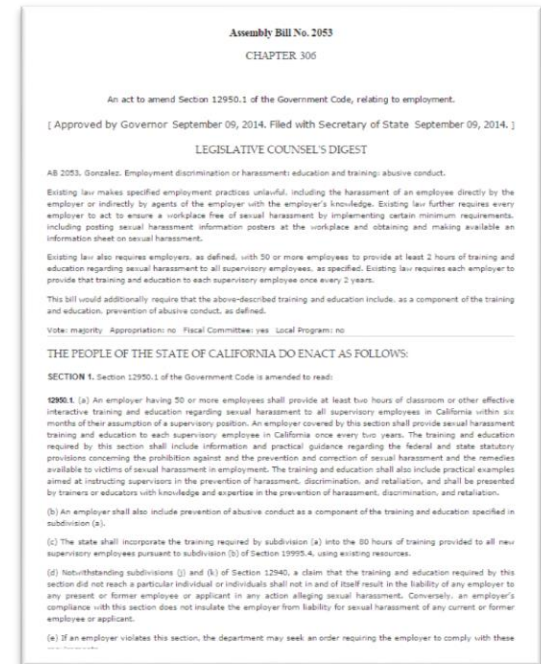 Assembly Bill No. 2053
CHAPTER 306
An act to amend Section 12950.1 of the Government Code, relating to employment.
[ Approved by Governor September 09, 2014. Filed with Secretary of State September 09, 2014. ]
LEGISLATIVE COUNSEL'S DIGEST
AB 2053, Gonzalez. Employment discrimination or harassment: education and training: abusive conduct.
Existing law makes specified employment practices unlawful, including the harassment of an employee directly by the
employer or indirectly by agents of the employer with the employer's knowledge. Existing law further requires every
employer to act to ensure a workplace free of sexual harassment by implementing certain minimum requirements,
including posting sexual harassment information posters at the workplace and obtaining and making available an
information sheet on sexual harassment.
Existing law also requires employers, as defined, with 50 or more employees to provide at least 2 hours of training and
education regarding sexual harassment to all supervisory employees, as specified. Existing law requires each employer to
provide that training and education to each supervisory employee once every 2 years.
This bill would additionally require that the above-described training and education include, as a component of the training
and education, prevention of abusive conduct, as defined.
Vote: majority Appropriation: no Fiscal Committee: yes Local Program: no
THE PEOPLE OF THE STATE OF CALIFORNIA DO ENACT AS FOLLOWS:
SECTION 1. Section 12950.1 of the Government Code is amended to read:
12950.1. (a) An employer having 50 or more employees shall provide at least two hours of classroom or other effective
interactive training and education regarding sexual harassment to all supervisory employees in California within six
months of their assumption of a supervisory position. An employer covered by this section shall provide sexual harassment
training and education to each supervisory employee in California once every two years. The training and education
required by this section shall include information and practical guidance regarding the federal and state statutory
provisions concerning the prohibition against and the prevention and correction of sexual harassment and the remedies
available to victims of sexual harassment in employment. The training and education shall also include practical examples
aimed at instructing supervisors in the prevention of harassment, discrimination, and retaliation, and shall be presented
by trainers or educators with knowledge and expertise in the prevention of harassment, discrimination, and retaliation.
(b) An employer shall also include prevention of abusive conduct as a component of the training and education specified in
subdivision (a).
(c) The state shall incorporate the training required by subdivision (a) into the 80 hours of training provided to all new
supervisory employees pursuant to subdivision (b) of Section 19995.4, using existing resources.
(d) Notwithstanding subdivisions (j) and (k) of Section 12940, a claim that the training and education required by this
section did not reach a particular individual or individuals shall not in and of itself result in the liability of any employer to
any present or former employee or applicant in any action alleging sexual harassment. Conversely, an employer's
compliance with this section does not insulate the employer from liability for sexual harassment of any current or former
employee or applicant.
(e) If an employer violates this section, the department may seek an order requiring the employer to comply with these